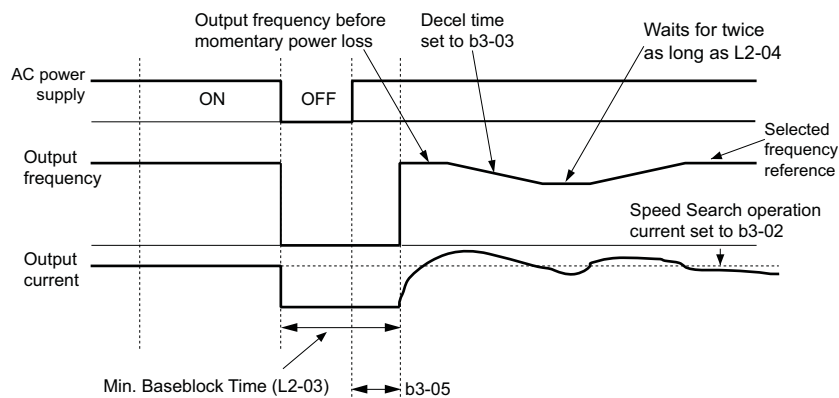 Output frequency before
momentary power loss
Decel time
set to b3-03
Waits for twice
as long as L2-04
AC power
supply
ON
OFF
Selected
frequency
reference
Output
frequency
Speed Search operation
current set to b3-02
Output
current
Min. Baseblock Time (L2-03)
b3-05